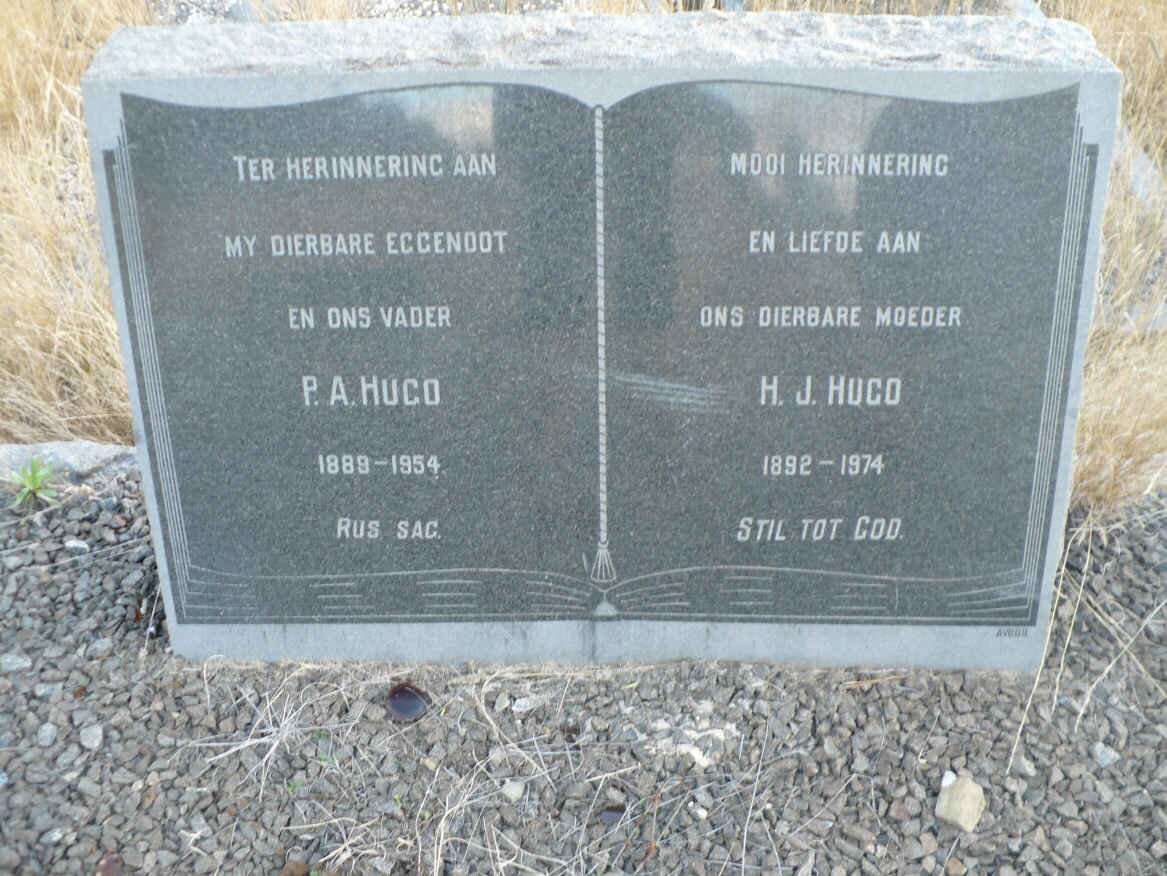 TER HERINNERING AAN
MY DIERBARE EGGENOOT
EN ONS VADER
P. A. HUGO
1889-1954.
RUS SAG.
MOOI HERINNERING
EN LIEFDE AAN
ONS DIERBARE MOEDER
H. J. HUGO
1892-1974
STIL TOT GOD.